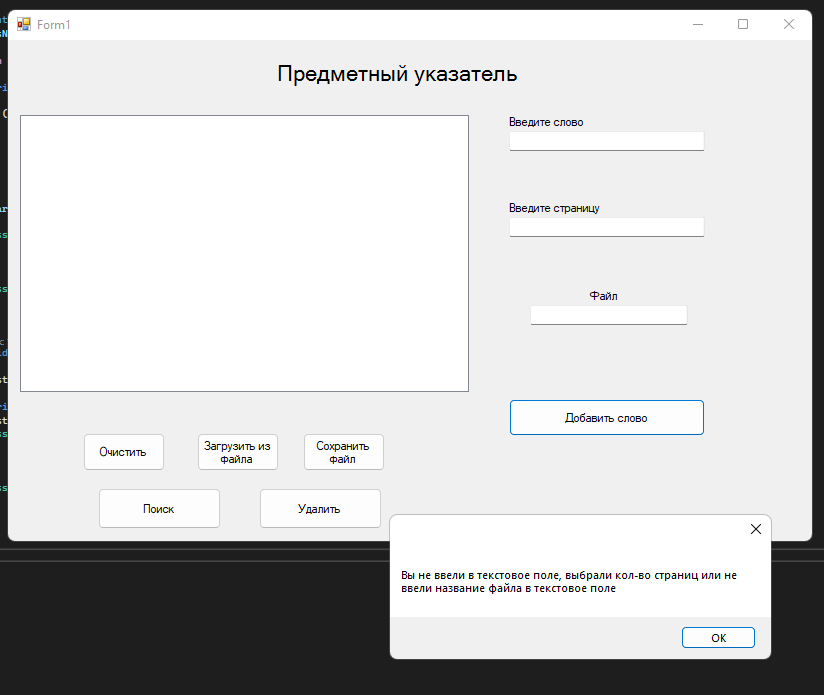 Form1
Предметный указатель
Введите слово
Введите страницу
Файл
Добавить слово
Очистить
Загрузить из
файла
Сохранить
файл
Поиск
Удалить
Вы не ввели в текстовое поле, выбрали кол-во страниц или не
ввели название файла в текстовое поле
ОК